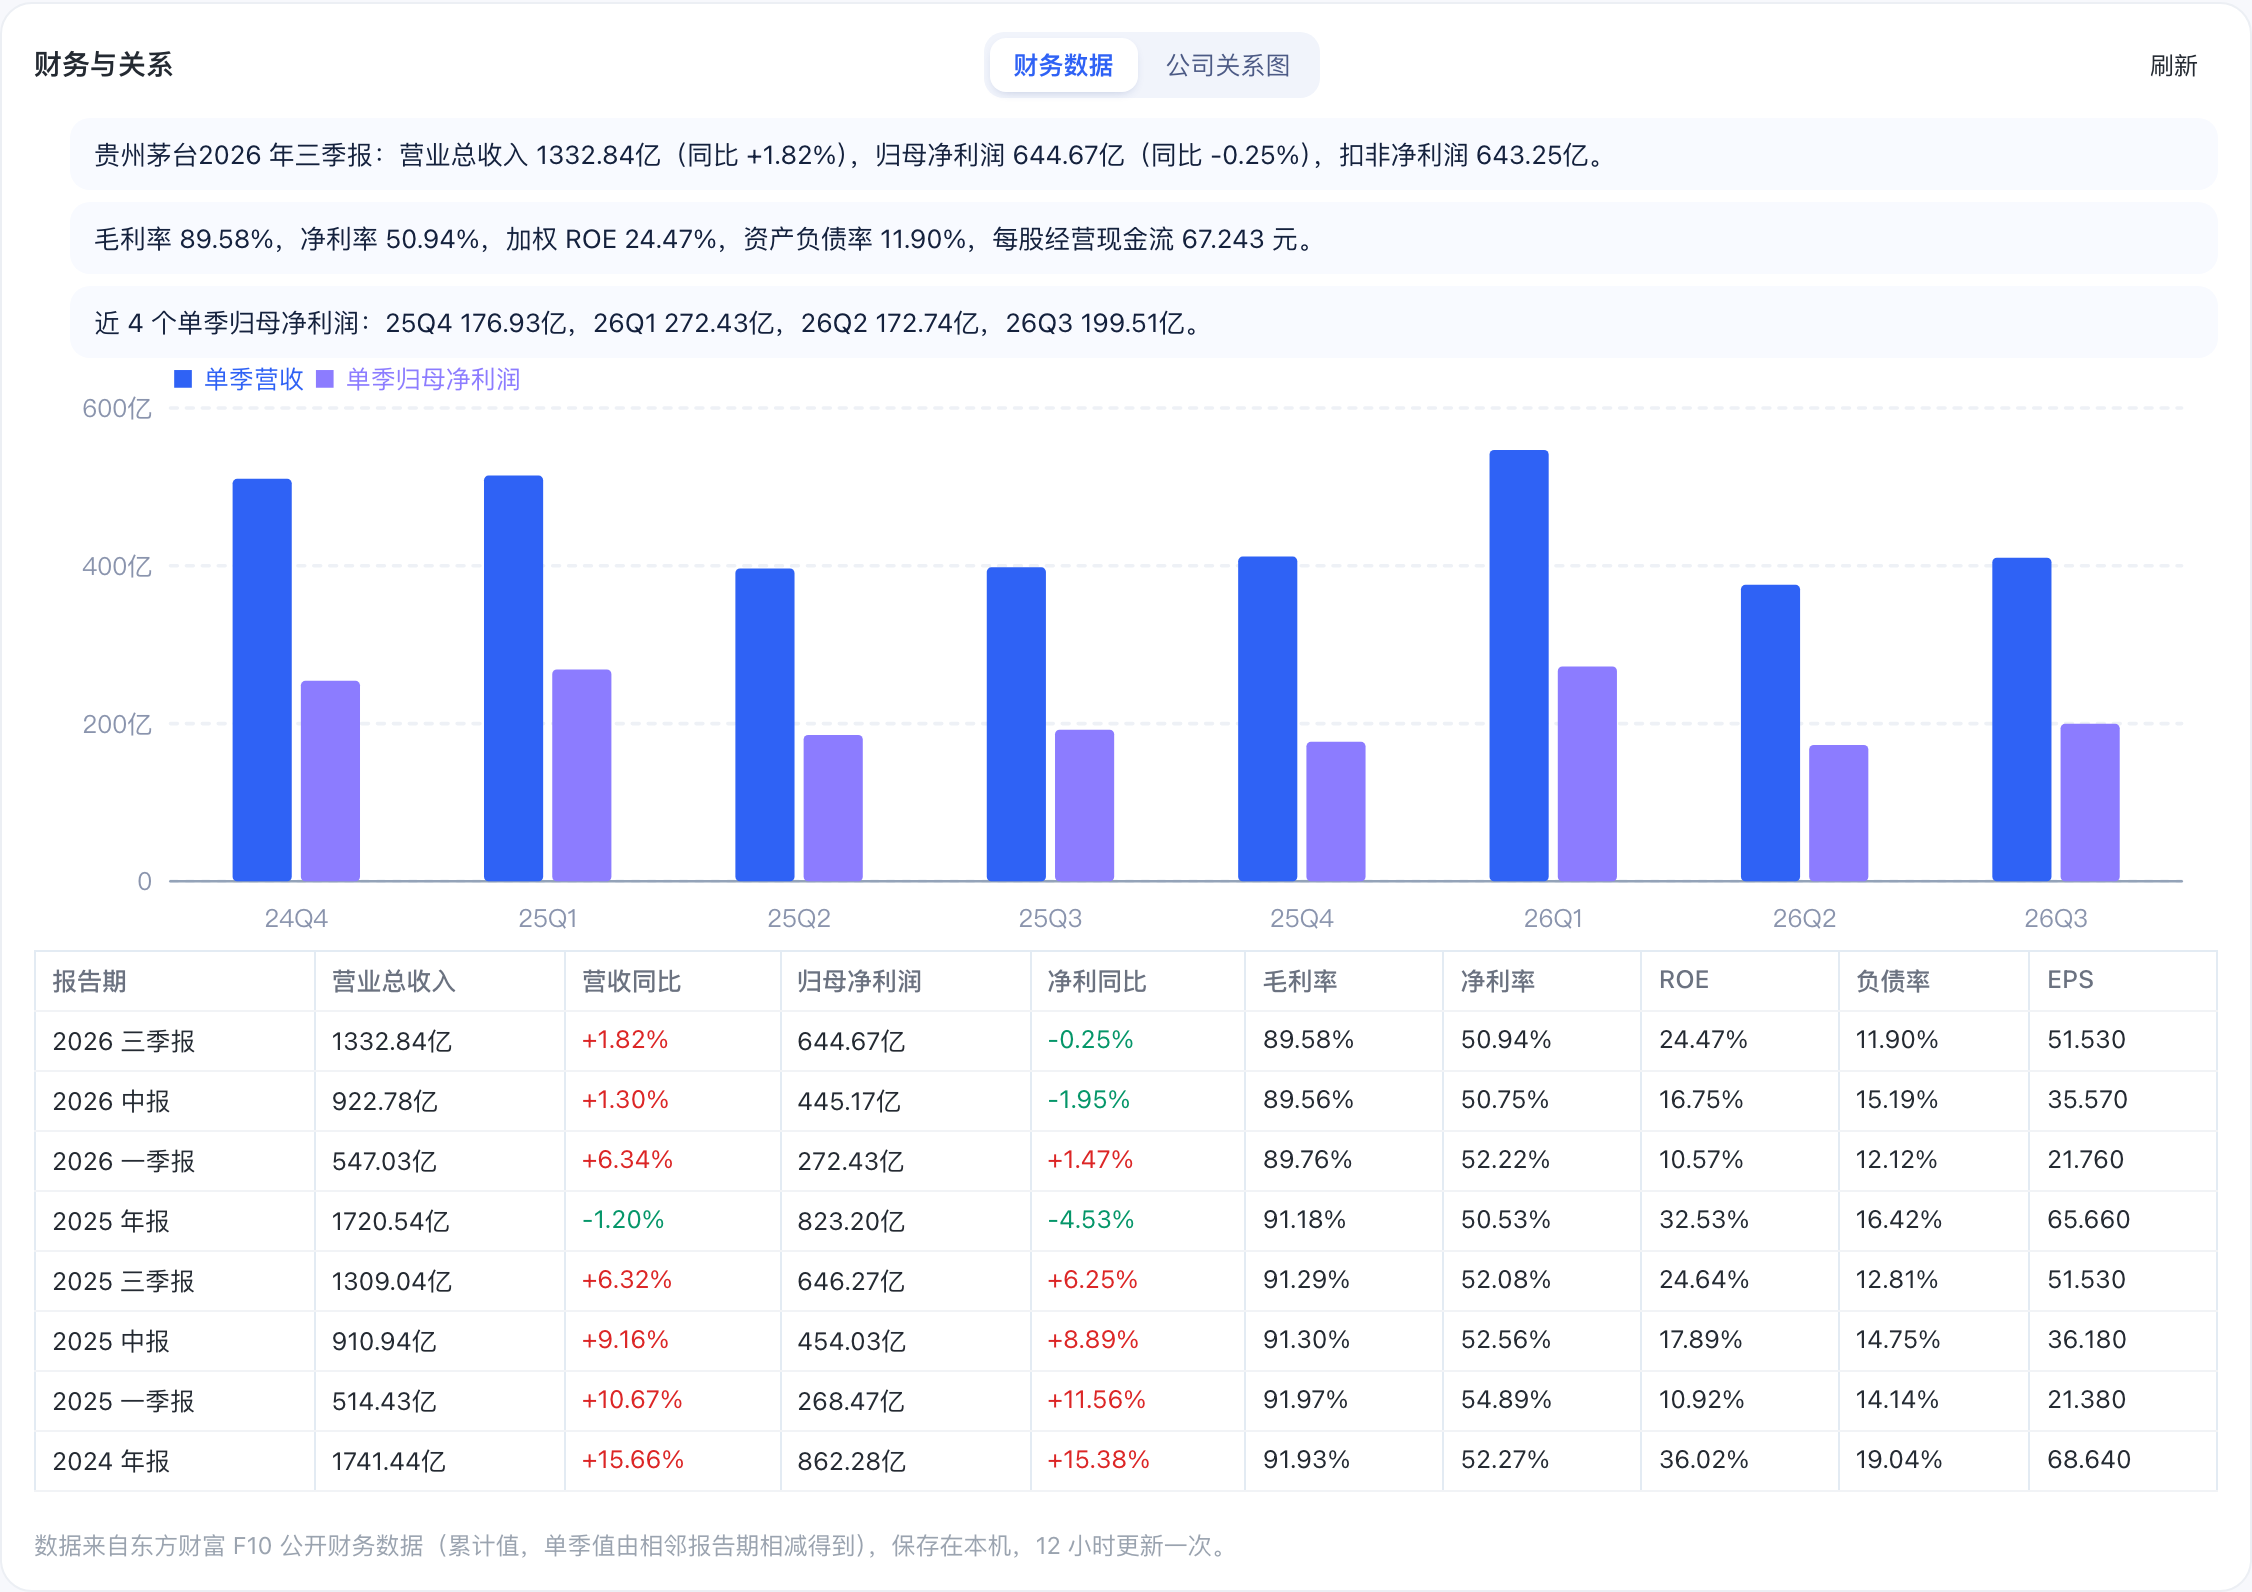 财务与关系
财务数据 公司关系图
刷新
贵州茅台2026 年三季报：营业总收入 1332.84亿（同比 +1.82%），归母净利润 644.67亿（同比 -0.25%），扣非净利润 643.25亿。
毛利率 89.58%，净利率 50.94%，加权 ROE 24.47%，资产负债率 11.90%，每股经营现金流 67.243 元。
近 4 个单季归母净利润：25Q4 176.93亿，26Q1 272.43亿，26Q2 172.74亿，26Q3 199.51亿。
单季营收 单季归母净利润
600亿
400亿
200亿
0
24Q4 25Q1 25Q2 25Q3 25Q4 26Q1 26Q2 26Q3
报告期 营业总收入 营收同比 归母净利润 净利同比 毛利率 净利率 ROE 负债率 EPS
2026 三季报 1332.84亿 +1.82% 644.67亿 -0.25% 89.58% 50.94% 24.47% 11.90% 51.530
2026 中报 922.78亿 +1.30% 445.17亿 -1.95% 89.56% 50.75% 16.75% 15.19% 35.570
2026 一季报 547.03亿 +6.34% 272.43亿 +1.47% 89.76% 52.22% 10.57% 12.12% 21.760
2025 年报 1720.54亿 -1.20% 823.20亿 -4.53% 91.18% 50.53% 32.53% 16.42% 65.660
2025 三季报 1309.04亿 +6.32% 646.27亿 +6.25% 91.29% 52.08% 24.64% 12.81% 51.530
2025 中报 910.94亿 +9.16% 454.03亿 +8.89% 91.30% 52.56% 17.89% 14.75% 36.180
2025 一季报 514.43亿 +10.67% 268.47亿 +11.56% 91.97% 54.89% 10.92% 14.14% 21.380
2024 年报 1741.44亿 +15.66% 862.28亿 +15.38% 91.93% 52.27% 36.02% 19.04% 68.640
数据来自东方财富 F10 公开财务数据（累计值，单季值由相邻报告期相减得到），保存在本机，12 小时更新一次。